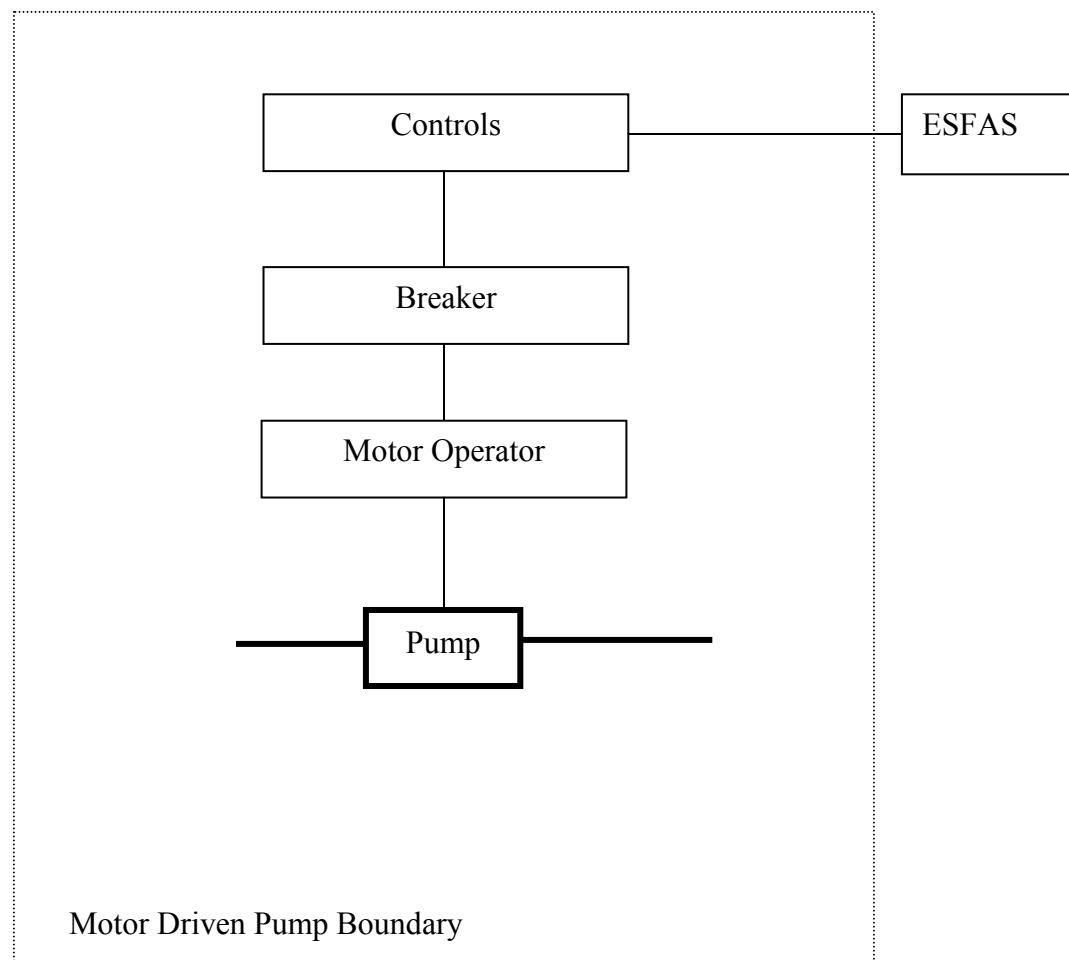 Controls
ESFAS
Breaker
Motor Operator
Pump
Motor Driven Pump Boundary